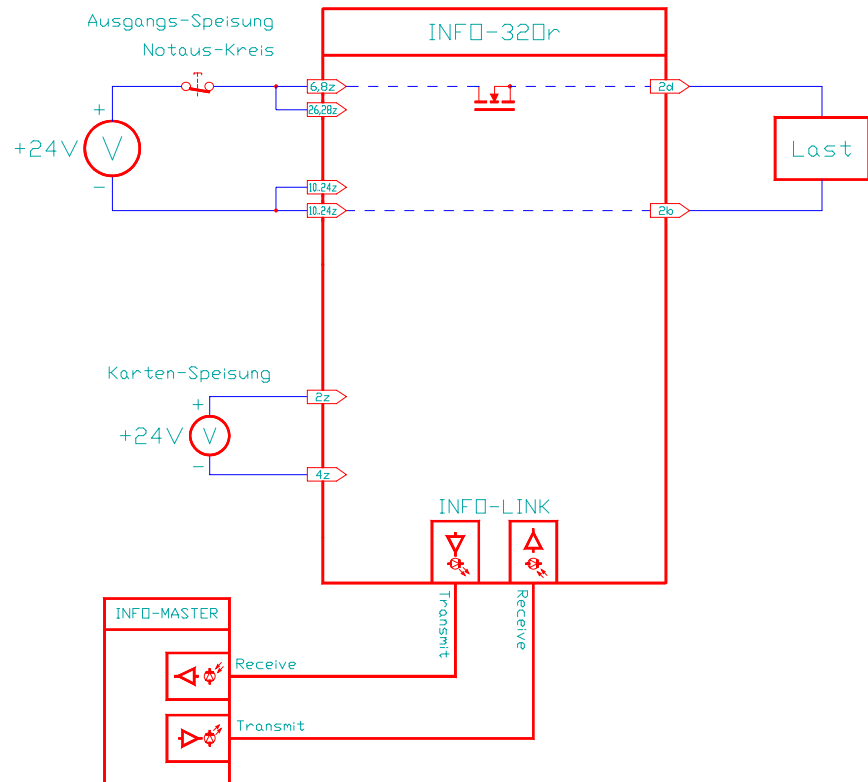 Ausgangs-Speisung
Notaus-Kreis
INFO-320r
6,8z
26,28z
2d
+
+24V
V
-
Last
10..24z
10..24z
2b
Karten-Speisung
2z
+
+24V
V
-
4z
INFO-LINK
Transmit
Receive
INFO-MASTER
Receive
Transmit